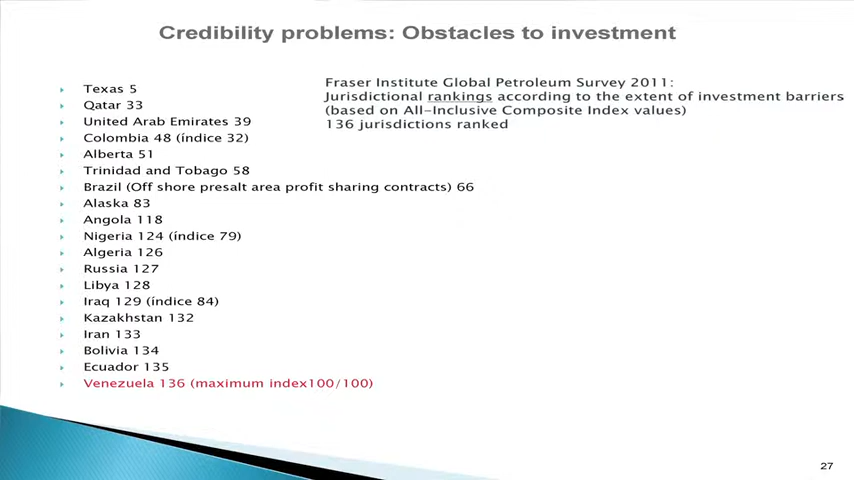 Credibility problems: Obstacles to investment
Fraser Institute Global Petroleum Survey 2011:
Jurisdictional rankings according to the extent of investment barriers
(based on All-Inclusive Composite Index values)
136 jurisdictions ranked
Texas 5
Qatar 33
United Arab Emirates 39
Colombia 48 (índice 32)
Alberta 51
Trinidad and Tobago 58
Brazil (Off shore presalt area profit sharing contracts) 66
Alaska 83
Angola 118
Nigeria 124 (índice 79)
Algeria 126
Russia 127
Libya 128
Iraq 129 (índice 84)
Kazakhstan 132
Iran 133
Bolivia 134
Ecuador 135
Venezuela 136 (maximum index100/100)
27